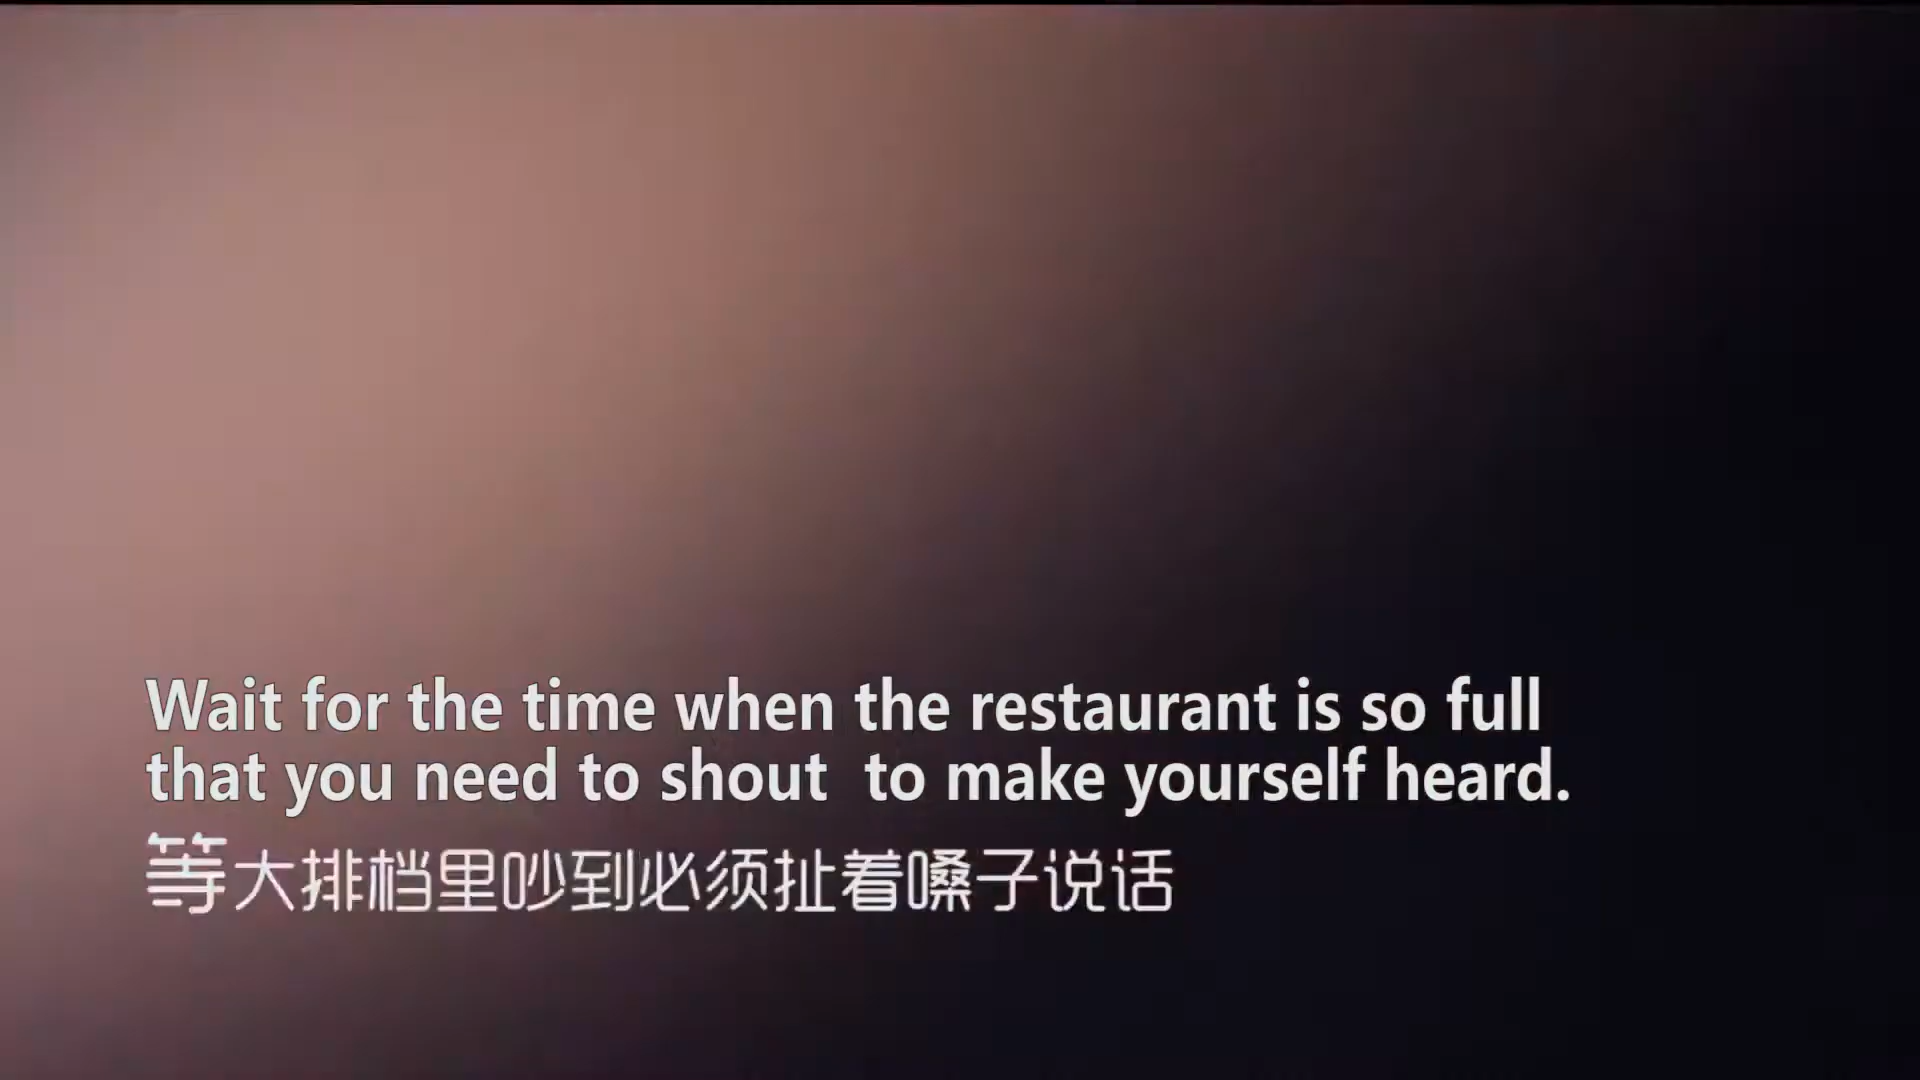 Wait for the time when the restaurant is so full
that you need to shout  to make yourself heard.
等大排档里吵到必须扯着嗓子说话